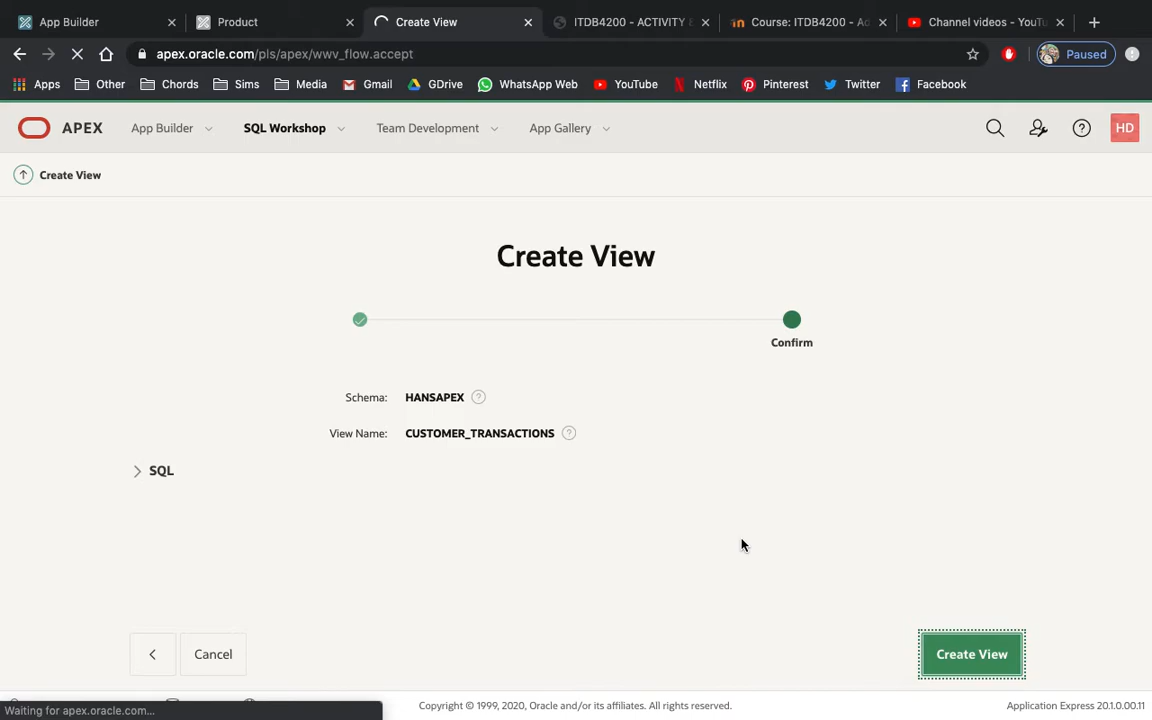 App Builder
Product
Create View
ITDB4200 - ACTIVITY
Course: ITDB4200 - Ad
Channel videos - YouTu
apex.oracle.com/pls/apex/wwv_flow.accept
Paused
Apps
Other
Chords
Sims
Media
Gmail
GDrive
WhatsApp Web
YouTube
Netflix
Pinterest
Twitter
Facebook
APEX
App Builder
SQL Workshop
Team Development
App Gallery
HD
Create View
Create View
Confirm
Schema: HANSAPEX
View Name: CUSTOMER_TRANSACTIONS
SQL
Cancel
Create View
Waiting for apex.oracle.com...
Copyright © 1999, 2020, Oracle and/or its affiliates. All rights reserved.
Application Express 20.1.0.00.11